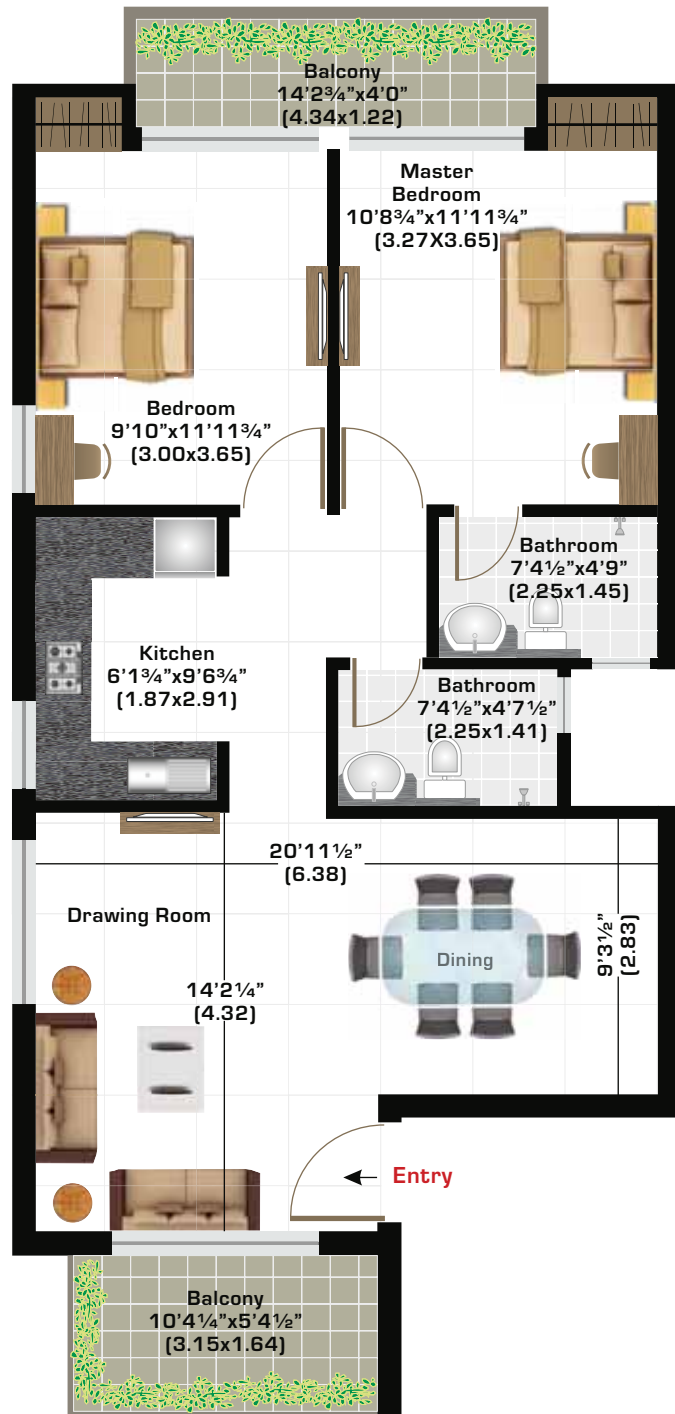 Balcony
14'2¾"x4'0"
(4.34x1.22)
Master
Bedroom
10'8¾"x11'11¾"
(3.27X3.65)
Bedroom
9'10"x11'11¾"
(3.00x3.65)
Bathroom
7'4½"x4'9"
(2.25x1.45)
Kitchen
6'1¾"x9'6¾"
(1.87x2.91)
Bathroom
7'4½"x4'7½"
(2.25x1.41)
20'11½"
(6.38)
Drawing Room
Dining
9'3½"
(2.83)
14'2¼"
(4.32)
Entry
Balcony
10'4¼"x5'4½"
(3.15x1.64)